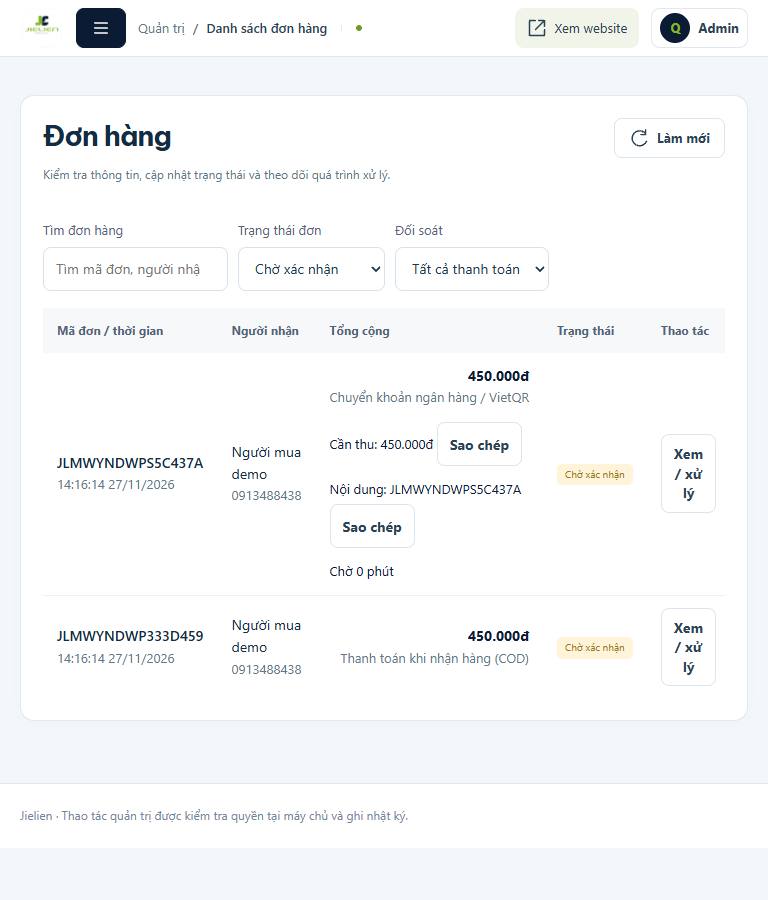 JC
JIELIEN
Quản trị / Danh sách đơn hàng
Xem website
Q Admin
Đơn hàng
Làm mới
Kiểm tra thông tin, cập nhật trạng thái và theo dõi quá trình xử lý.
Tìm đơn hàng
Trạng thái đơn
Đối soát
Tìm mã đơn, người nhậ
Chờ xác nhận
Tất cả thanh toán
Mã đơn / thời gian
Người nhận
Tổng cộng
Trạng thái
Thao tác
JLMWYNDWPS5C437A
14:16:14 27/11/2026
Người mua
demo
0913488438
450.000đ
Chuyển khoản ngân hàng / VietQR
Cần thu: 450.000đ Sao chép
Nội dung: JLMWYNDWPS5C437A
Sao chép
Chờ 0 phút
Chờ xác nhận
Xem
/ xử
lý
JLMWYNDWP333D459
14:16:14 27/11/2026
Người mua
demo
0913488438
450.000đ
Thanh toán khi nhận hàng (COD)
Chờ xác nhận
Xem
/ xử
lý
Jielien · Thao tác quản trị được kiểm tra quyền tại máy chủ và ghi nhật ký.